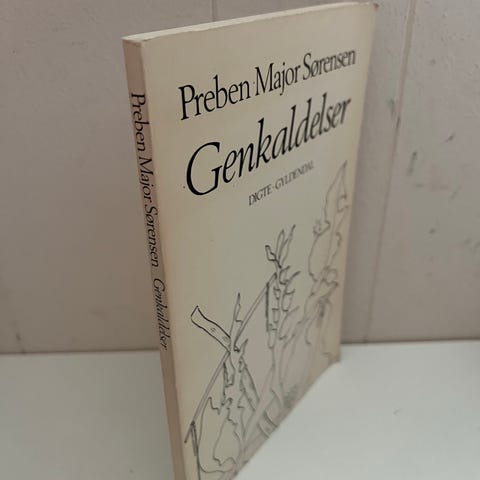 Preben Major Sørensen
Genkaldelser
DIGTE · GYLDENDAL
Preben Major Sørensen Genkaldelser